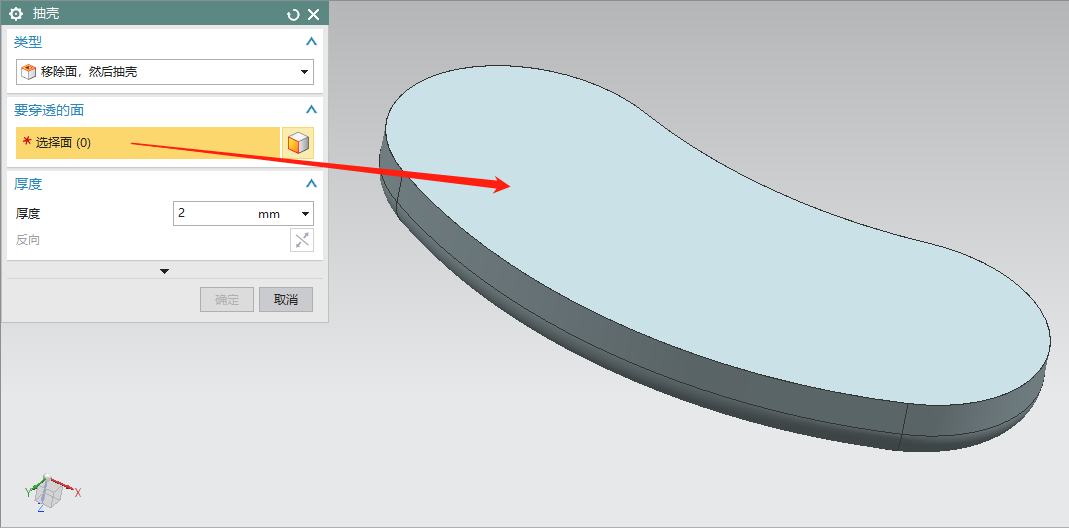 抽壳
类型
移除面，然后抽壳
要穿透的面
* 选择面 (0)
厚度
厚度
2 mm
反向
确定
取消
Y
X
Z